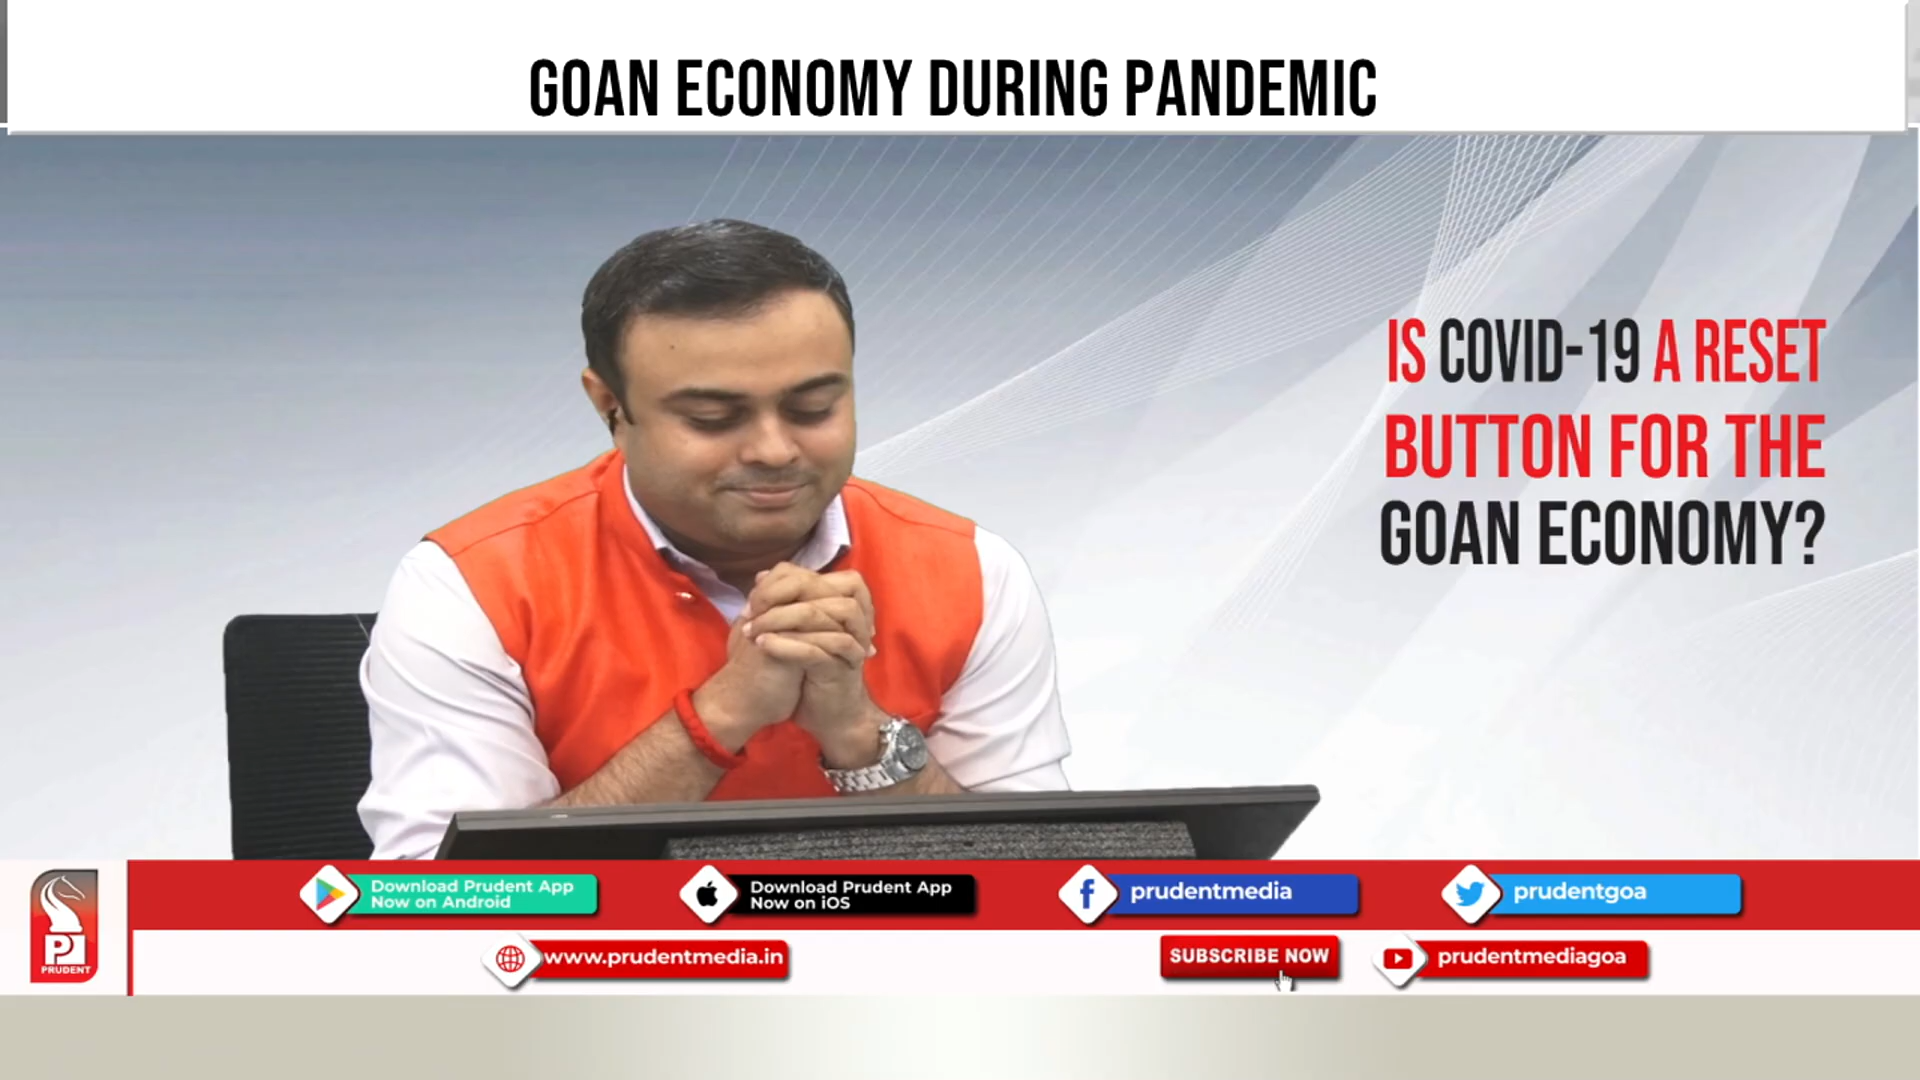 GOAN ECONOMY DURING PANDEMIC
IS COVID-19 A RESET
BUTTON FOR THE
GOAN ECONOMY?
Download Prudent App
Now on Android
Download Prudent App
Now on iOS
prudentmedia
prudentgoa
PRUDENT
www.prudentmedia.in
SUBSCRIBE NOW
prudentmediagoa